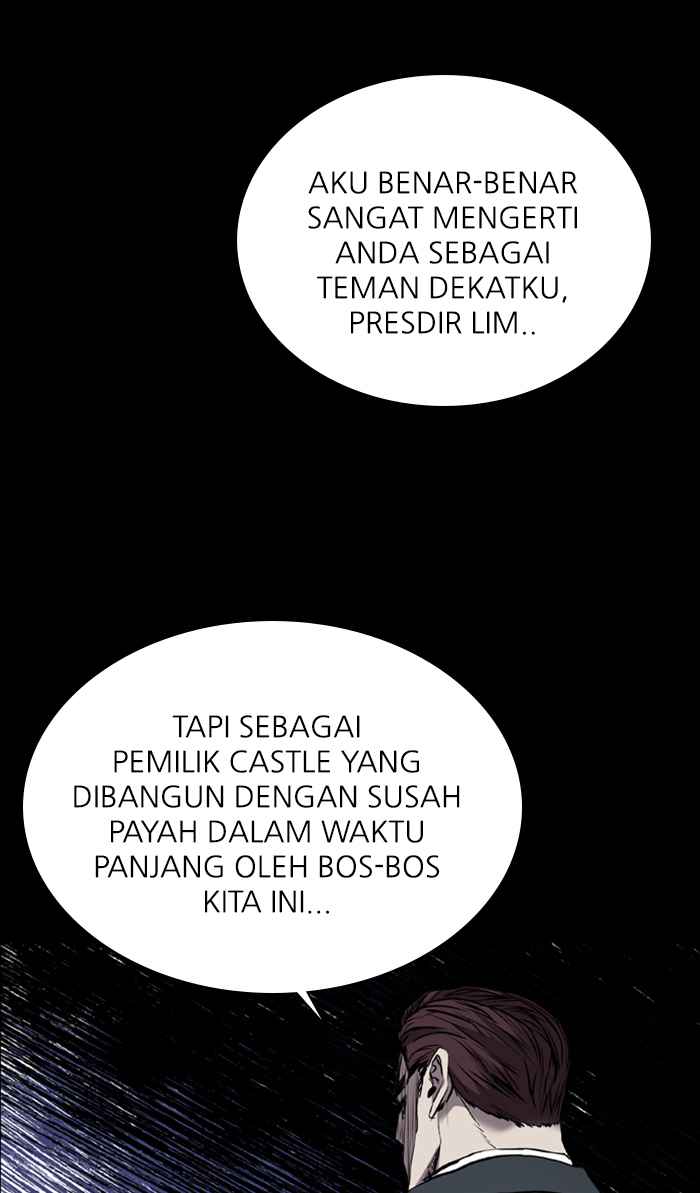 AKU BENAR-BENAR
SANGAT MENGERTI
ANDA SEBAGAI
TEMAN DEKATKU,
PRESDIR LIM..
TAPI SEBAGAI
PEMILIK CASTLE YANG
DIBANGUN DENGAN SUSAH
PAYAH DALAM WAKTU
PANJANG OLEH BOS-BOS
KITA INI...